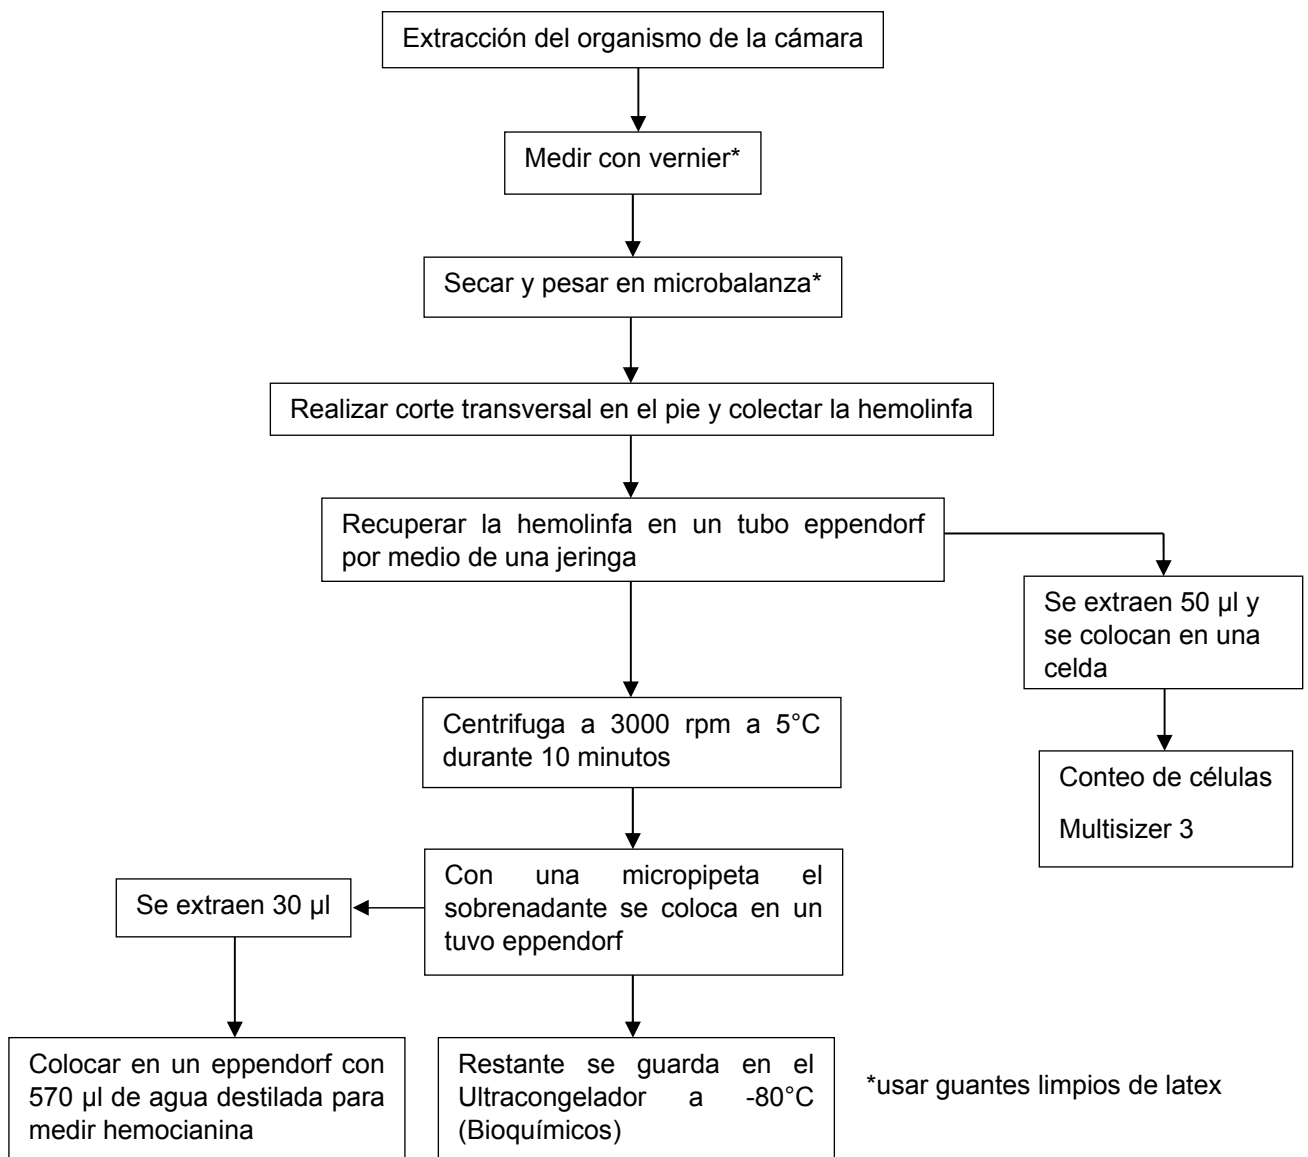 Extracción del organismo de la cámara
Medir con vernier*
Secar y pesar en microbalanza*
Realizar corte transversal en el pie y colectar la hemolinfa
Recuperar la hemolinfa en un tubo eppendorf
por medio de una jeringa
Se extraen 50 µl y
se colocan en una
celda
Centrifuga a 3000 rpm a 5°C
durante 10 minutos
Conteo de células
Multisizer 3
Con una micropipeta el
sobrenadante se coloca en un
tuvo eppendorf
Se extraen 30 µl
Colocar en un eppendorf con
570 µl de agua destilada para
medir hemocianina
Restante se guarda en el
Ultracongelador a -80°C
(Bioquímicos)
*usar guantes limpios de latex